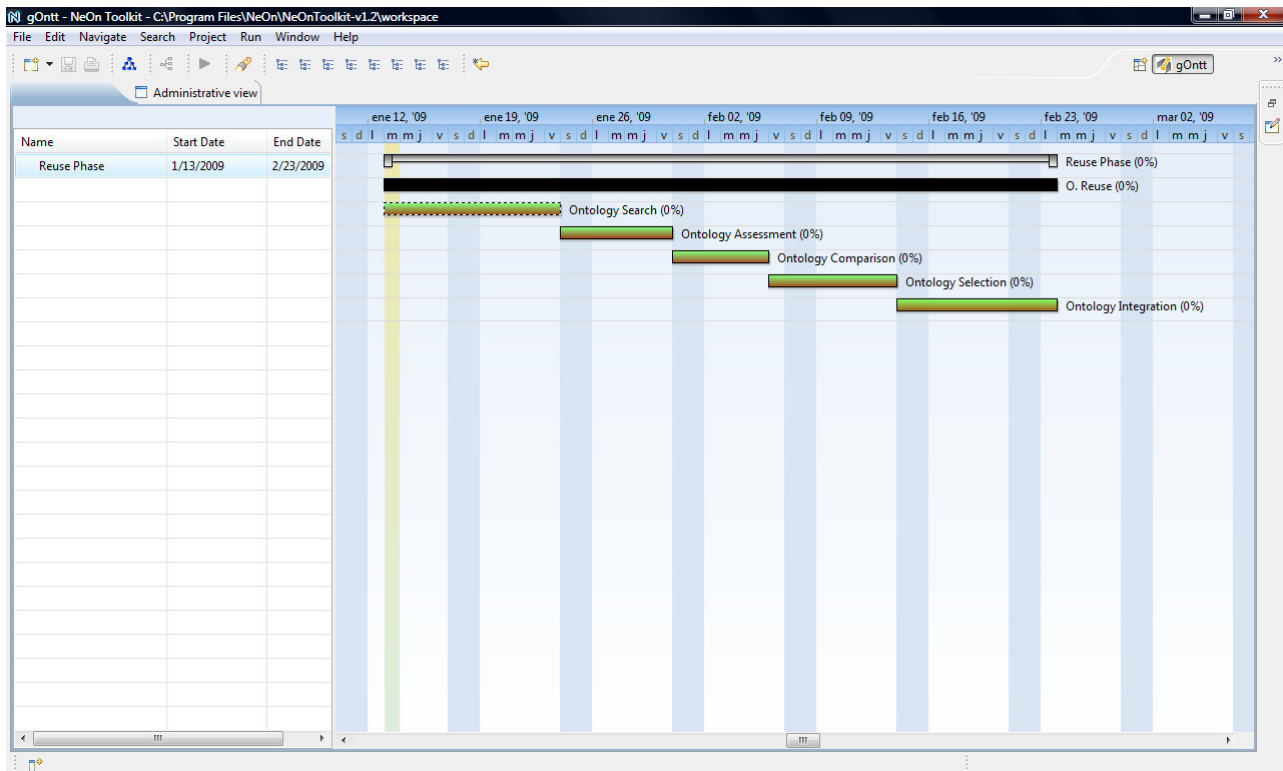 gOntt - NeOn Toolkit - C:\Program Files\NeOn\NeOnToolkit-v1.2\workspace
File Edit Navigate Search Project Run Window Help
gOntt
Administrative view
ene 12, '09 ene 19, '09 ene 26, '09 feb 02, '09 feb 09, '09 feb 16, '09 feb 23, '09 mar 02, '09
Name Start Date End Date
s d l m m j v s d l m m j v s d l m m j v s d l m m j v s d l m m j v s d l m m j v s d l m m j v s d l m m j v s
Reuse Phase 1/13/2009 2/23/2009
Reuse Phase (0%)
O. Reuse (0%)
Ontology Search (0%)
Ontology Assessment (0%)
Ontology Comparison (0%)
Ontology Selection (0%)
Ontology Integration (0%)